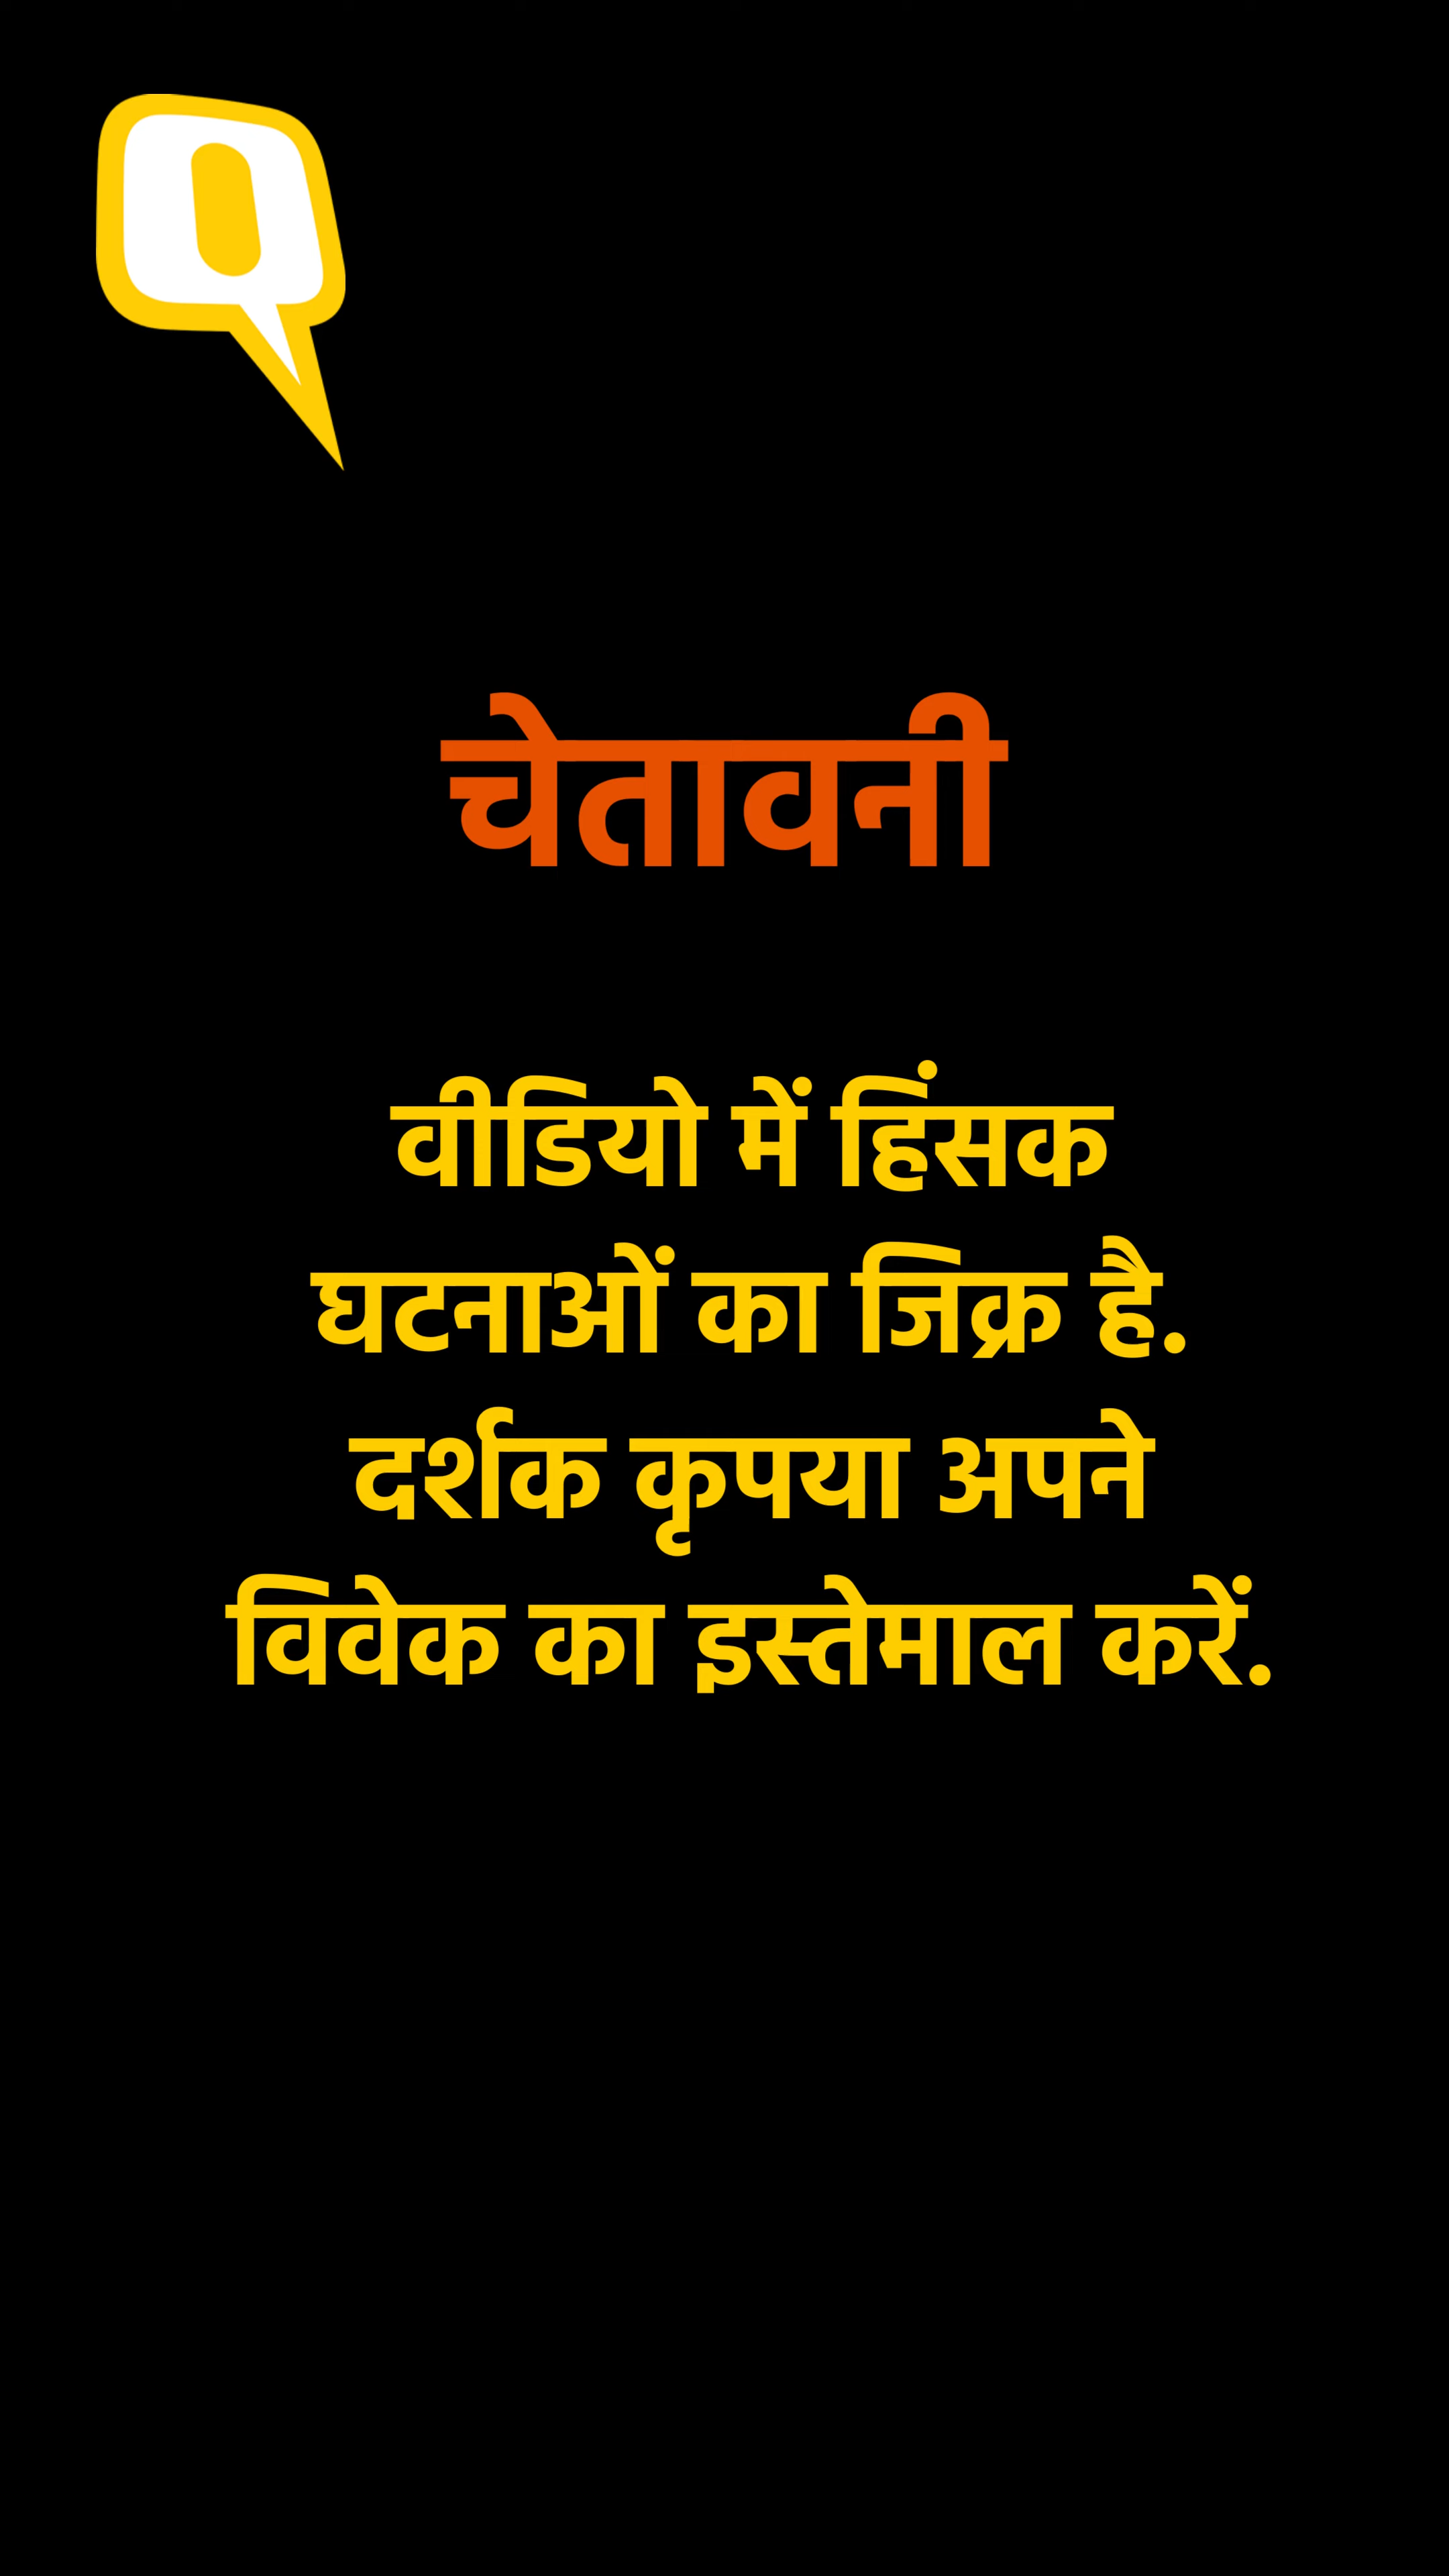 चेतावनी
वीडियो में हिंसक
घटनाओं का जिक्र है.
दर्शक कृपया अपने
विवेक का इस्तेमाल करें.